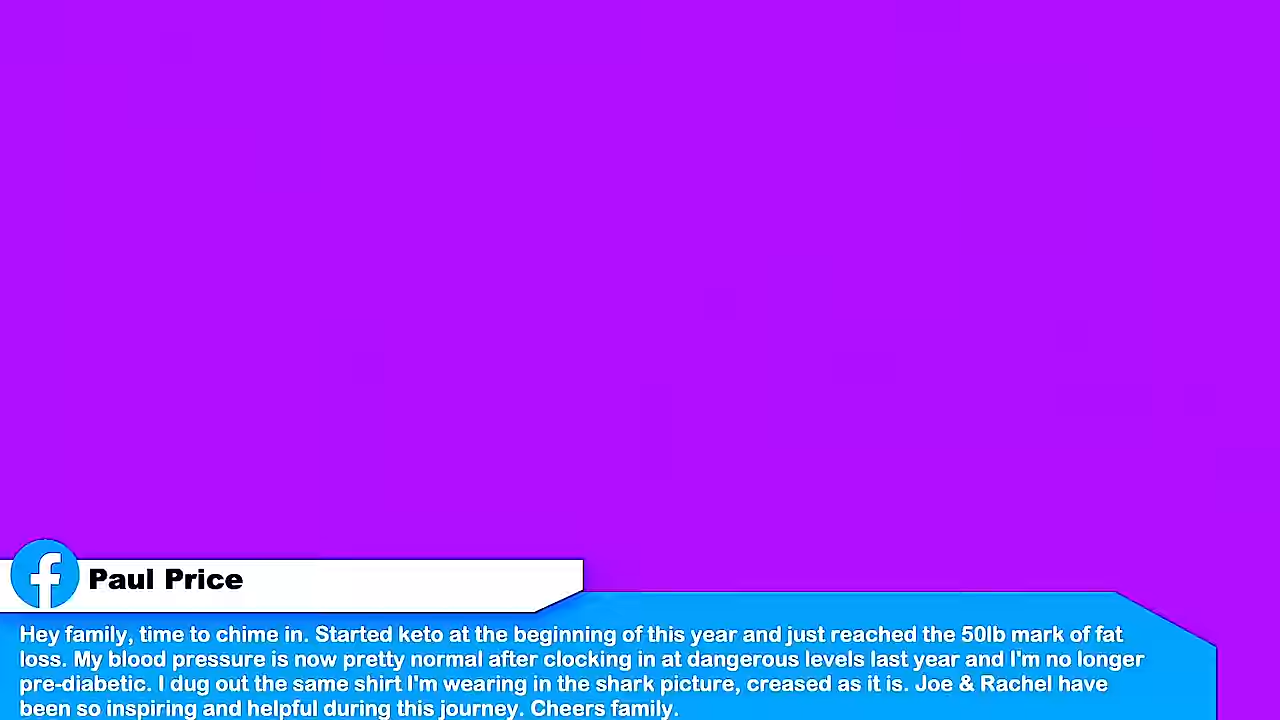 Paul Price
Hey family, time to chime in. Started keto at the beginning of this year and just reached the 50lb mark of fat
loss. My blood pressure is now pretty normal after clocking in at dangerous levels last year and I'm no longer
pre-diabetic. I dug out the same shirt I'm wearing in the shark picture, creased as it is. Joe & Rachel have
been so inspiring and helpful during this journey. Cheers family.